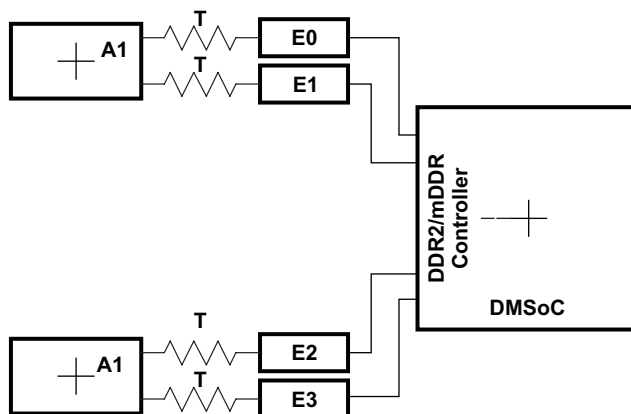 T
A1
E0
T
E1
DDR2/mDDR
Controller
DMSoC
T
A1
E2
T
E3